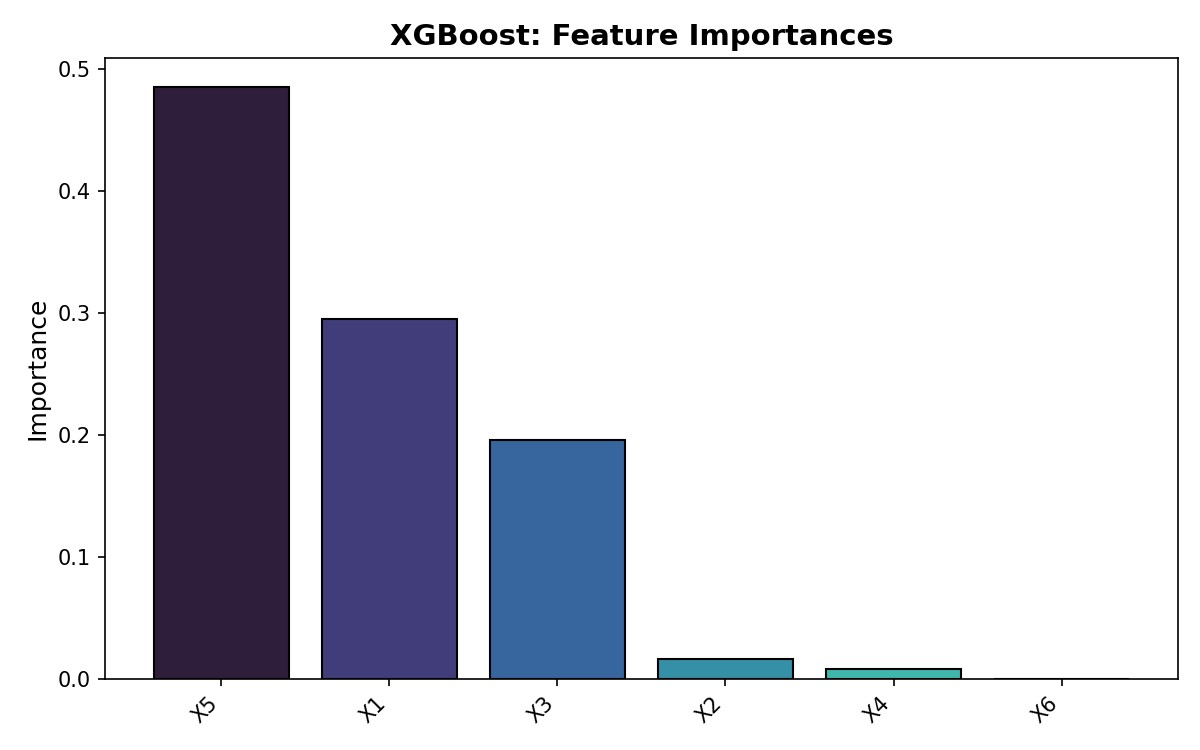 XGBoost: Feature Importances
Importance
0.5
0.4
0.3
0.2
0.1
0.0
X5
X1
X3
X2
X4
X6